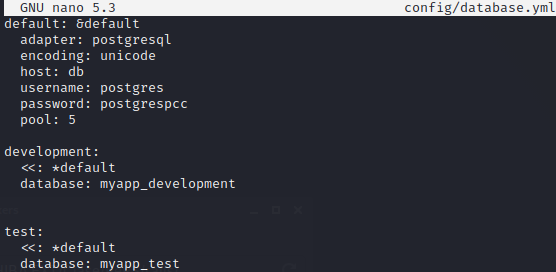 GNU nano 5.3 config/database.yml
default: &default
  adapter: postgresql
  encoding: unicode
  host: db
  username: postgres
  password: postgrespcc
  pool: 5

development:
  <<: *default
  database: myapp_development

test:
  <<: *default
  database: myapp_test